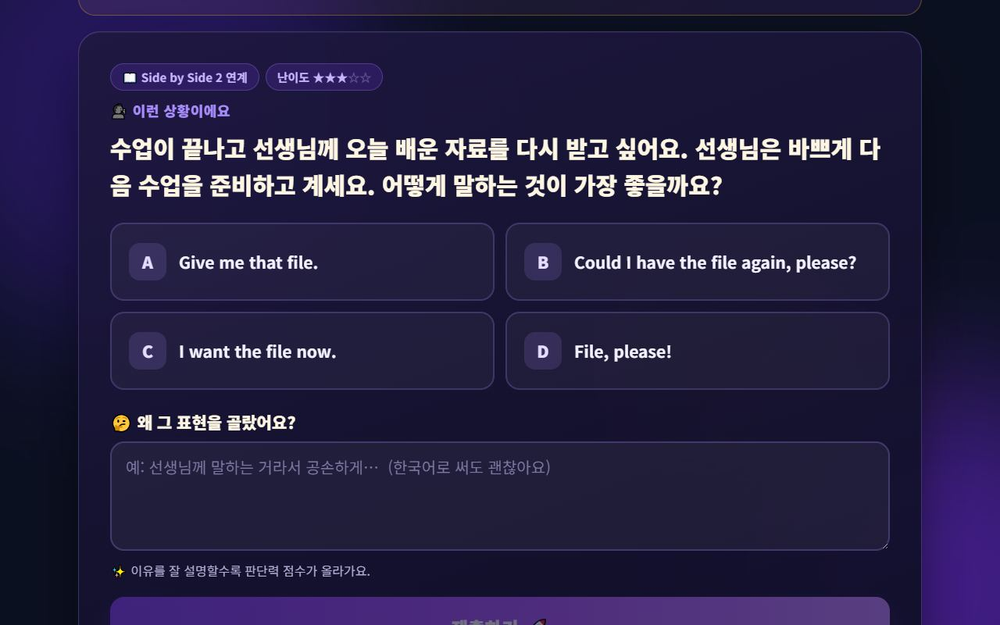 📖 Side by Side 2 연계
난이도 ★★★☆☆
이런 상황이에요
수업이 끝나고 선생님께 오늘 배운 자료를 다시 받고 싶어요. 선생님은 바쁘게 다
음 수업을 준비하고 계세요. 어떻게 말하는 것이 가장 좋을까요?
A Give me that file.
B Could I have the file again, please?
C I want the file now.
D File, please!
🤔 왜 그 표현을 골랐어요?
예: 선생님께 말하는 거라서 공손하게… (한국어로 써도 괜찮아요)
✨ 이유를 잘 설명할수록 판단력 점수가 올라가요.